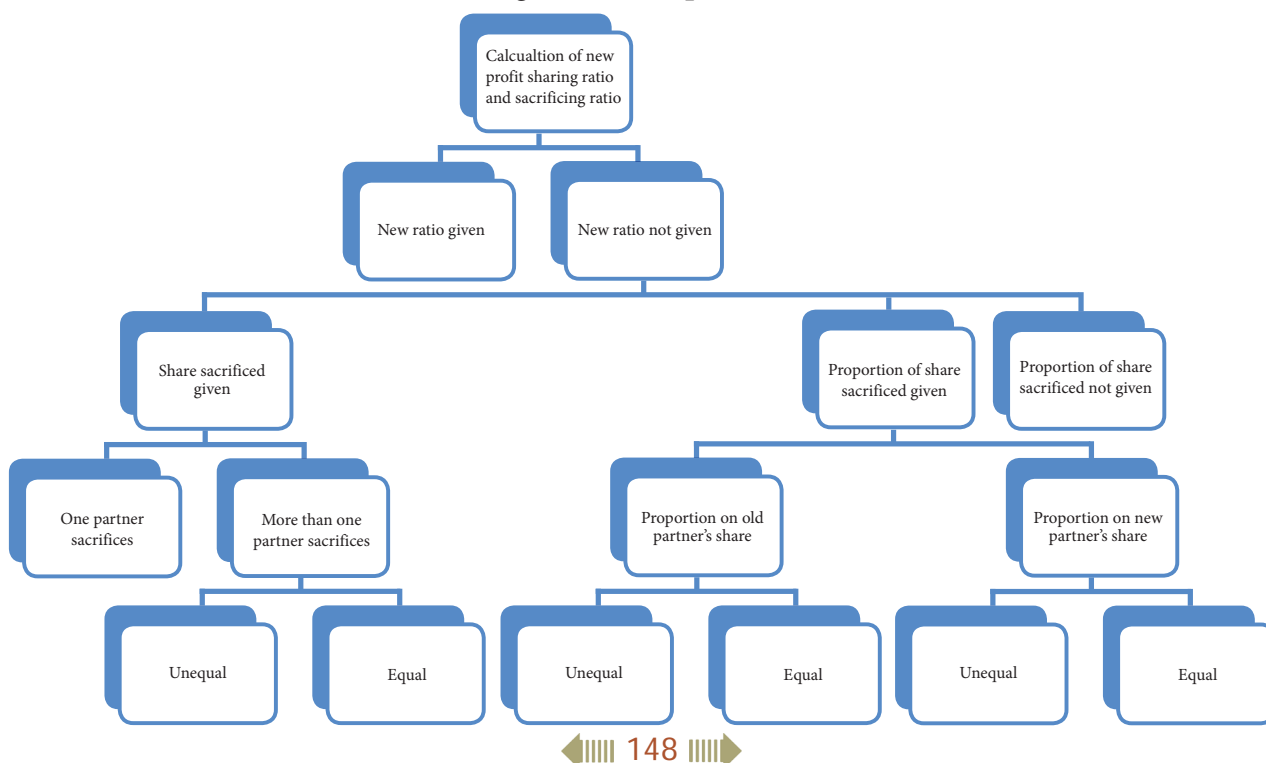 Calcualtion of new
profit sharing ratio
and sacrificing ratio
New ratio given
New ratio not given
Share sacrificed
given
Proportion of share
sacrificed given
Proportion of share
sacrificed not given
One partner
sacrifices
More than one
partner sacrifices
Proportion on old
partner's share
Proportion on new
partner's share
Unequal
Equal
Unequal
Equal
Unequal
Equal
148